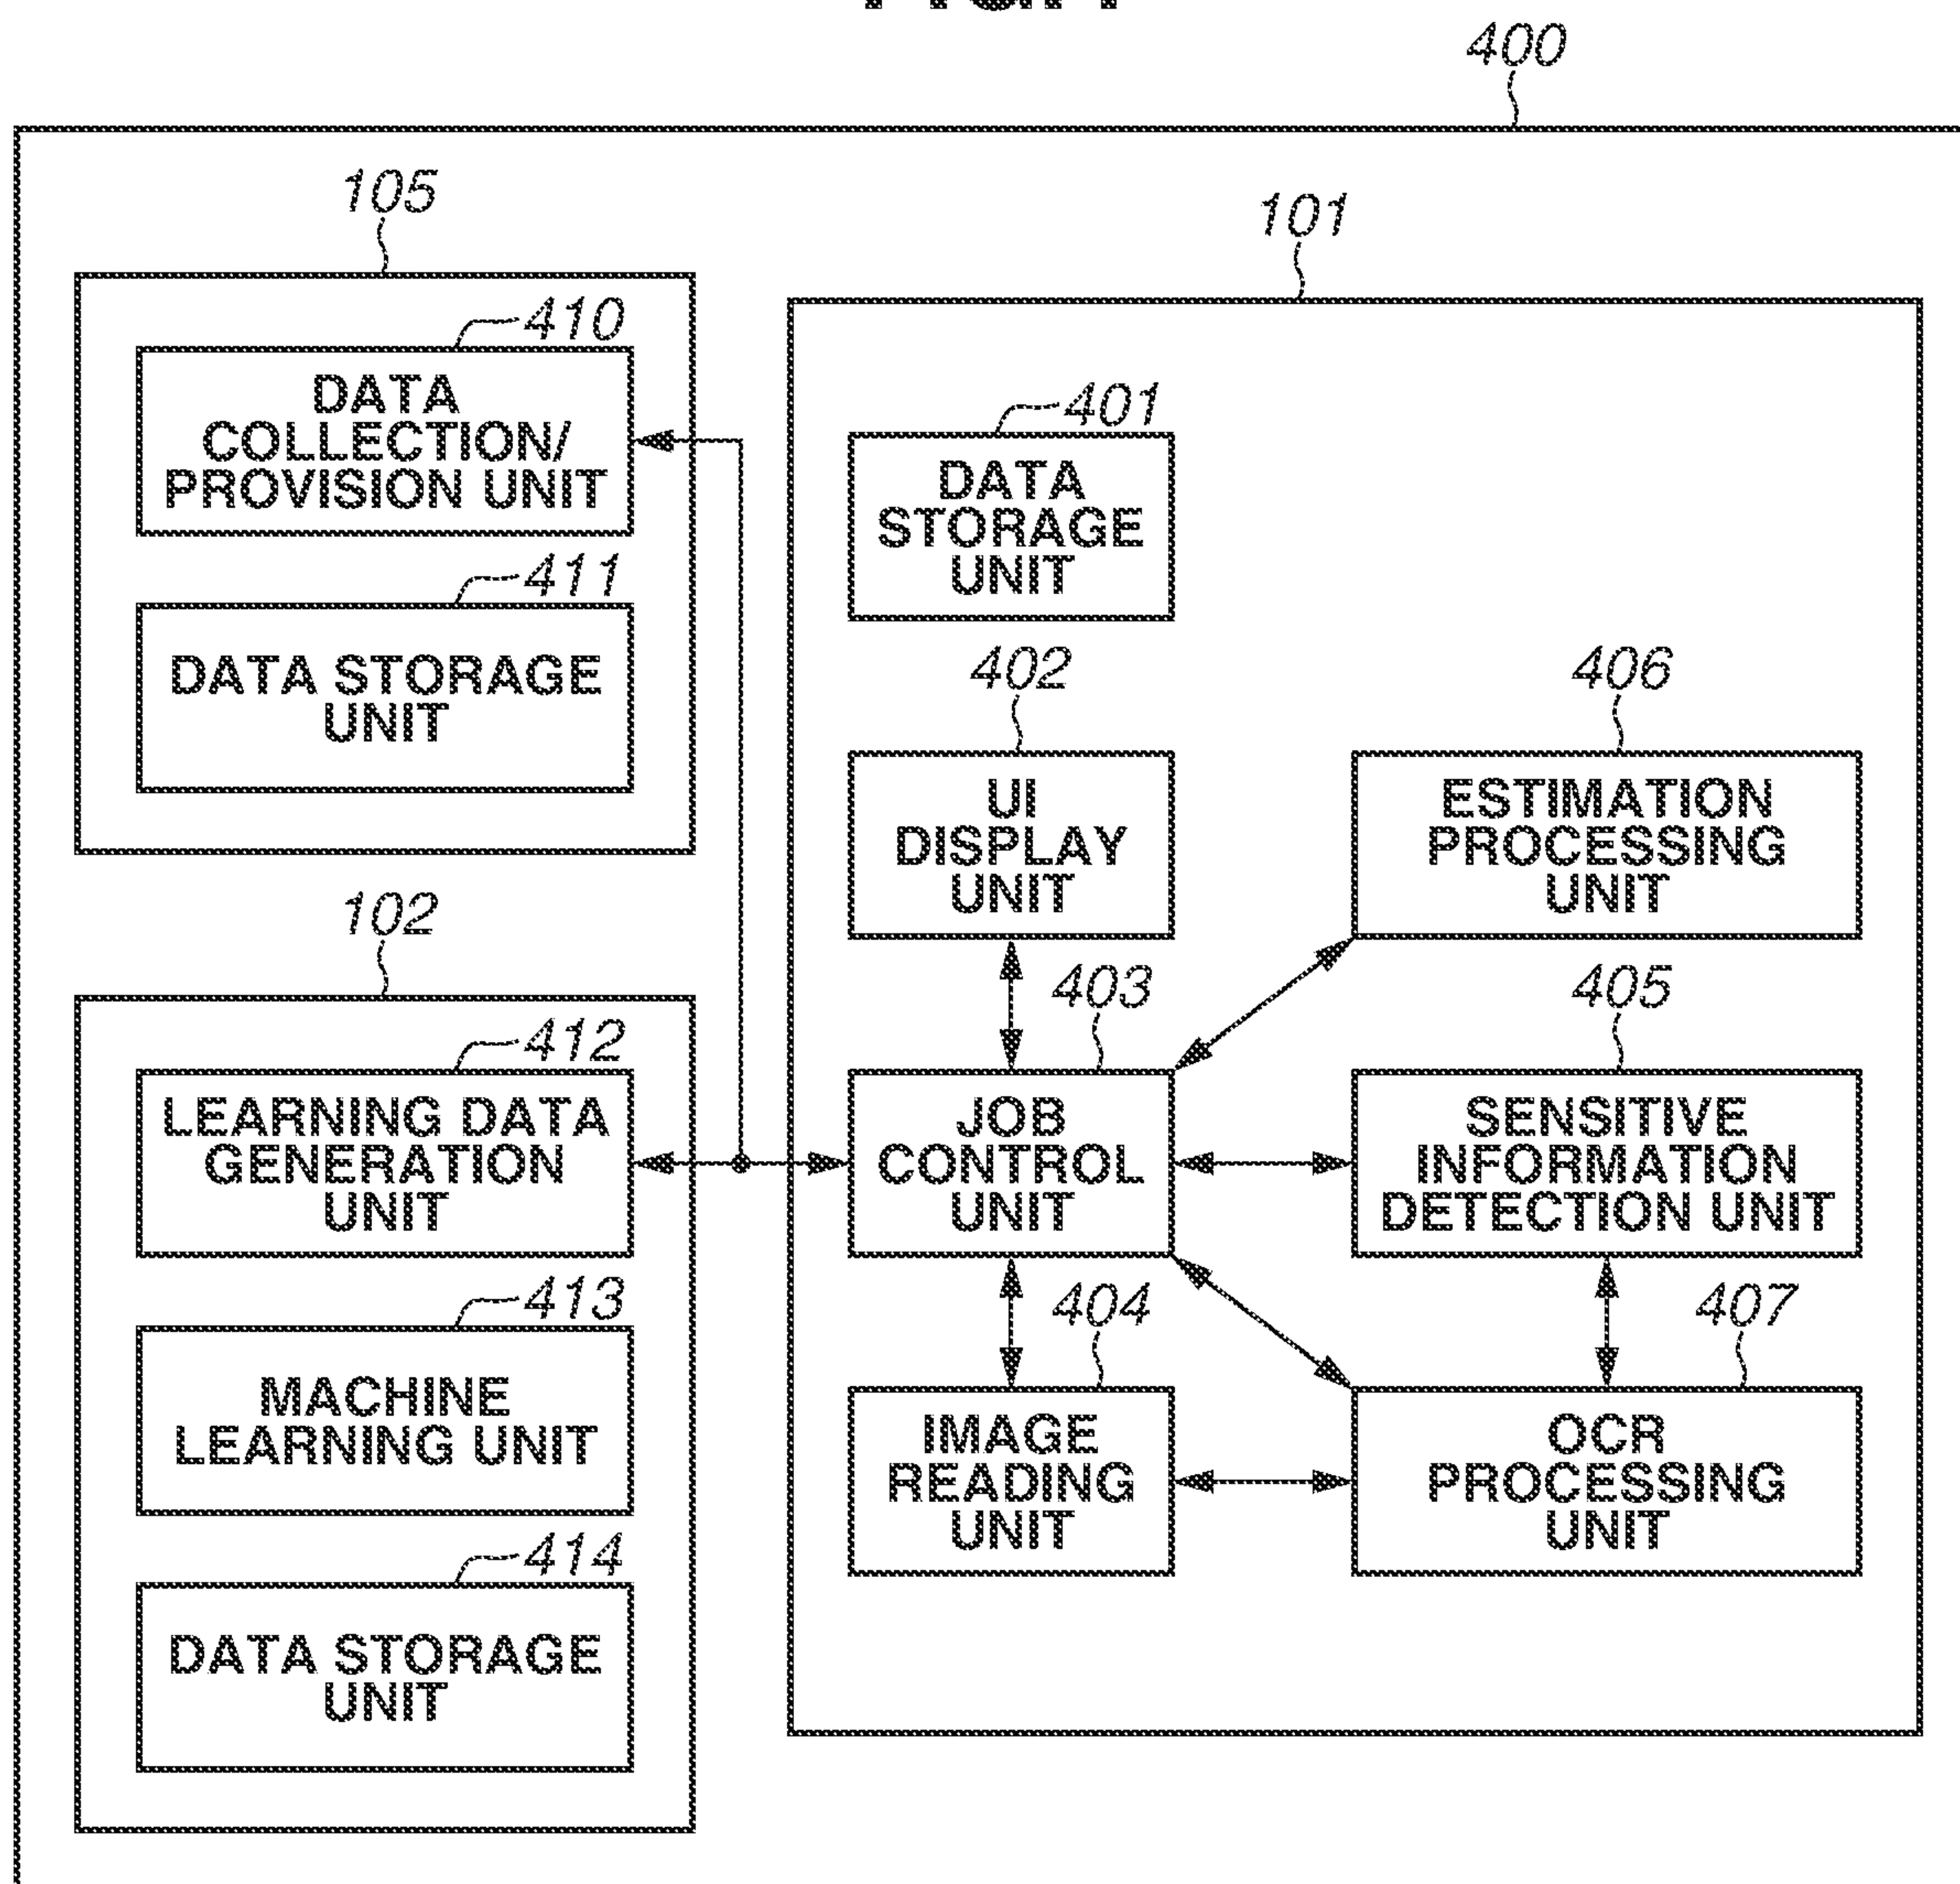 400
105
101
410
DATA
COLLECTION/
PROVISION UNIT
411
DATA STORAGE
UNIT
401
DATA
STORAGE
UNIT
402
UI
DISPLAY
UNIT
406
ESTIMATION
PROCESSING
UNIT
102
412
LEARNING DATA
GENERATION
UNIT
403
JOB
CONTROL
UNIT
405
SENSITIVE
INFORMATION
DETECTION UNIT
413
MACHINE
LEARNING UNIT
404
IMAGE
READING
UNIT
407
OCR
PROCESSING
UNIT
414
DATA STORAGE
UNIT